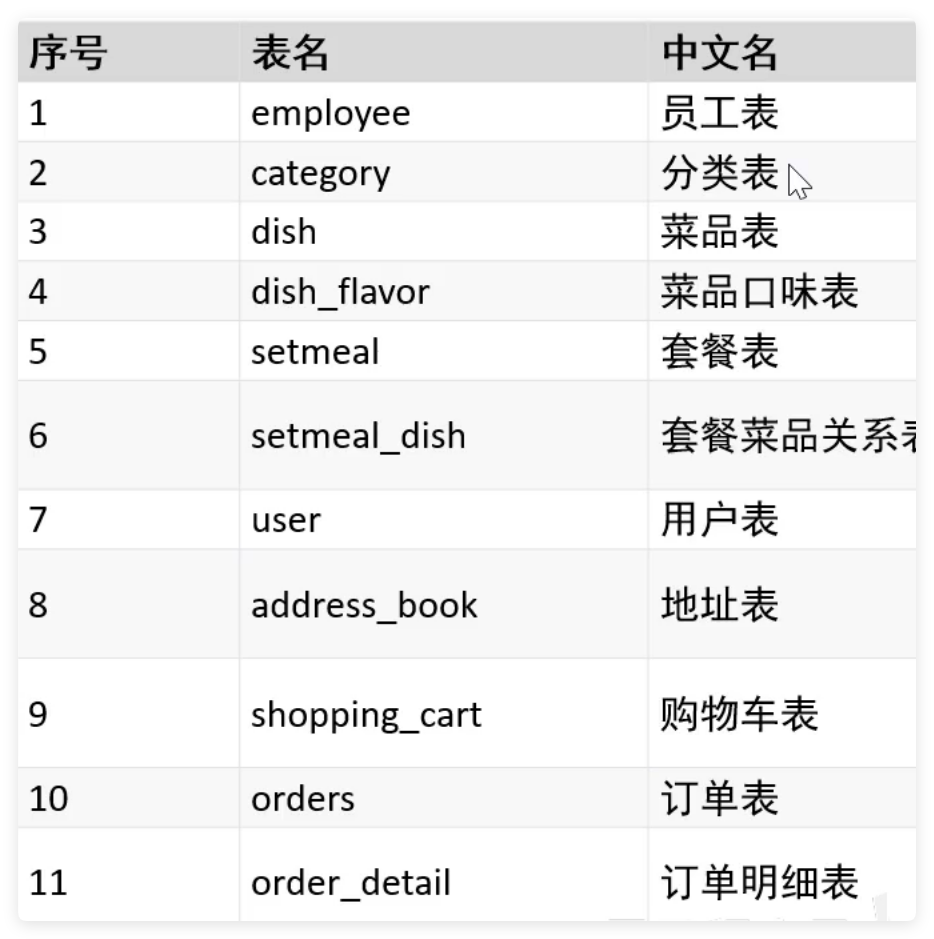 序号 表名 中文名
1 employee 员工表
2 category 分类表
3 dish 菜品表
4 dish_flavor 菜品口味表
5 setmeal 套餐表
6 setmeal_dish 套餐菜品关系表
7 user 用户表
8 address_book 地址表
9 shopping_cart 购物车表
10 orders 订单表
11 order_detail 订单明细表